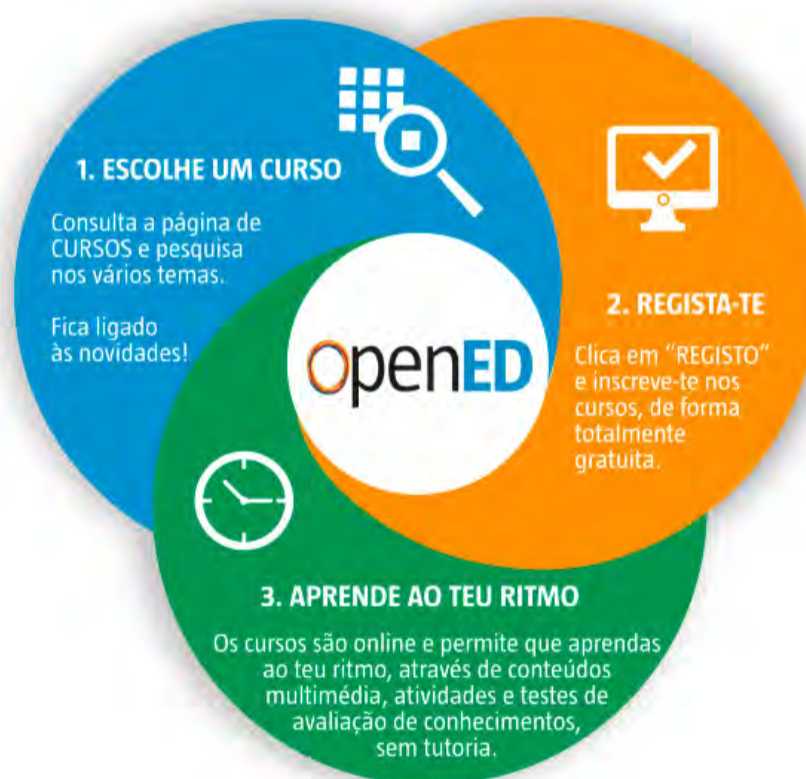 1. ESCOLHE UM CURSO
Consulta a página de
CURSOS e pesquisa
nos vários temas.
Fica ligado
às novidades!
openED
2. REGISTA-TE
Clica em “REGISTO”
e inscreve-te nos
cursos, de forma
totalmente
gratuita.
3. APRENDE AO TEU RITMO
Os cursos são online e permite que aprendas
ao teu ritmo, através de conteúdos
multimédia, atividades e testes de
avaliação de conhecimentos,
sem tutoria.